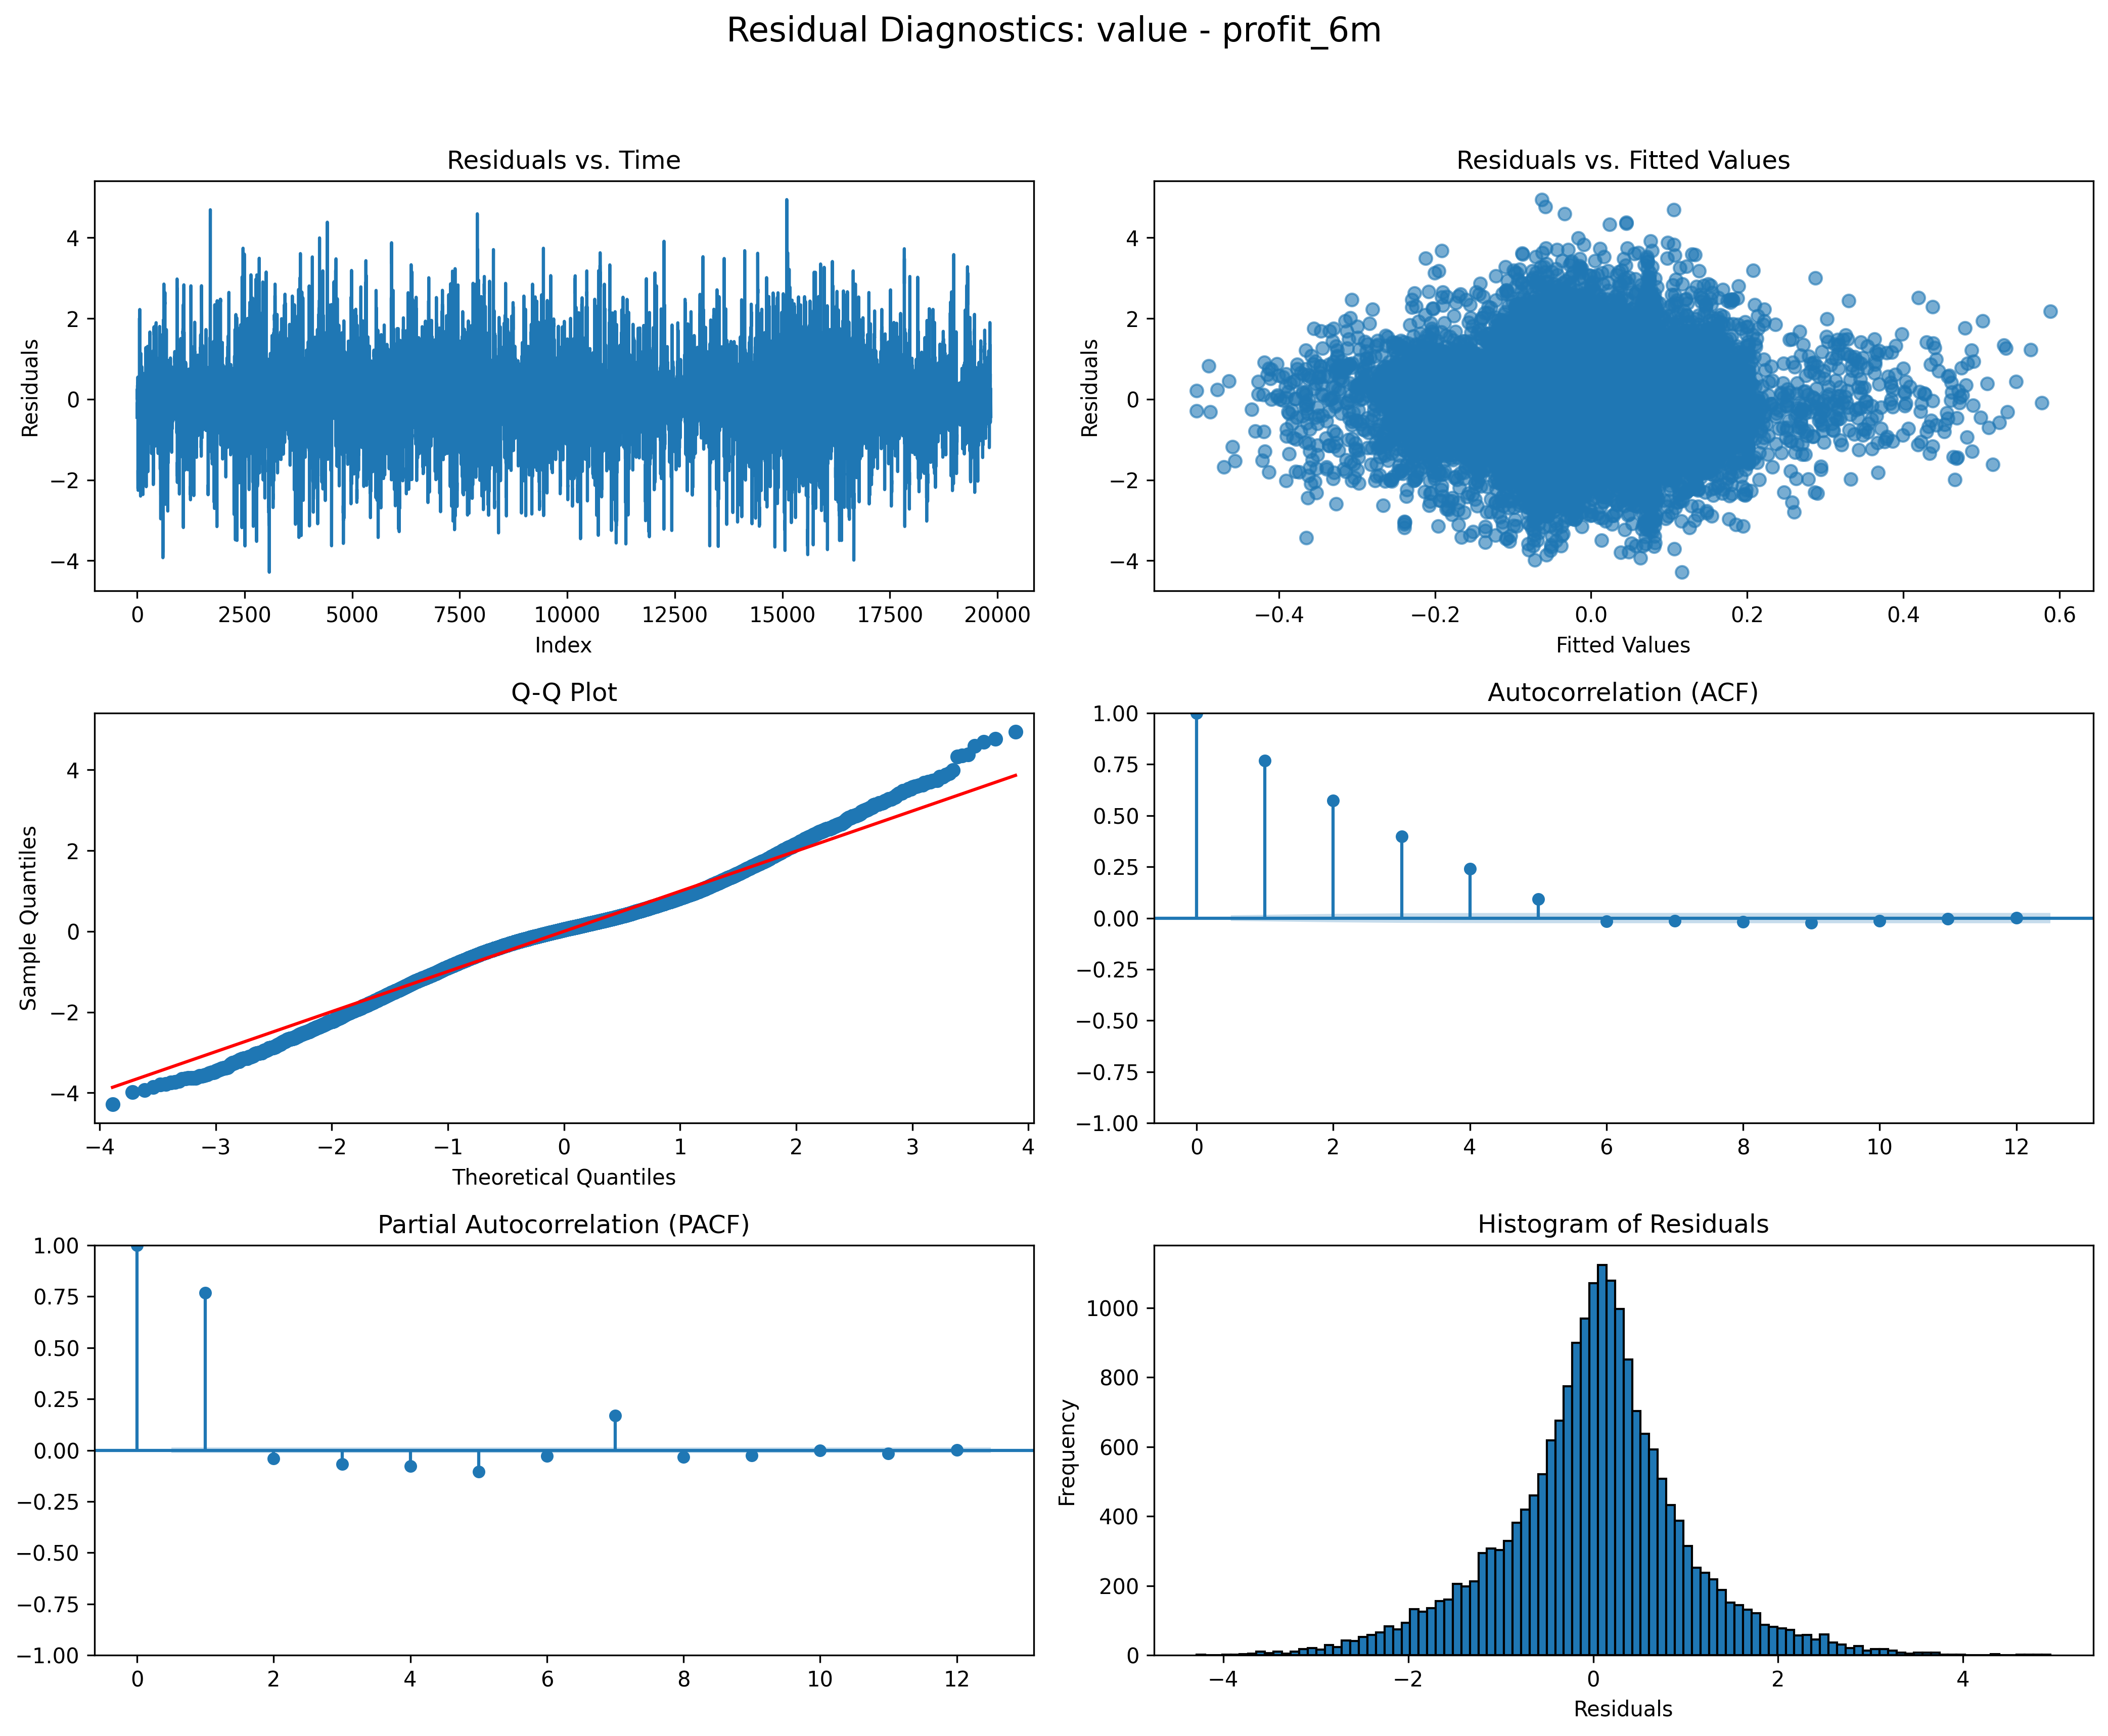 Residual Diagnostics: value - profit_6m
Residuals vs. Time
Residuals
4
2
0
−2
−4
0 2500 5000 7500 10000 12500 15000 17500 20000
Index
Residuals vs. Fitted Values
Residuals
4
2
0
−2
−4
−0.4 −0.2 0.0 0.2 0.4 0.6
Fitted Values
Q-Q Plot
Sample Quantiles
4
2
0
−2
−4
−4 −3 −2 −1 0 1 2 3 4
Theoretical Quantiles
Autocorrelation (ACF)
1.00
0.75
0.50
0.25
0.00
−0.25
−0.50
−0.75
−1.00
0 2 4 6 8 10 12
Partial Autocorrelation (PACF)
1.00
0.75
0.50
0.25
0.00
−0.25
−0.50
−0.75
−1.00
0 2 4 6 8 10 12
Histogram of Residuals
Frequency
1000
800
600
400
200
0
−4 −2 0 2 4
Residuals